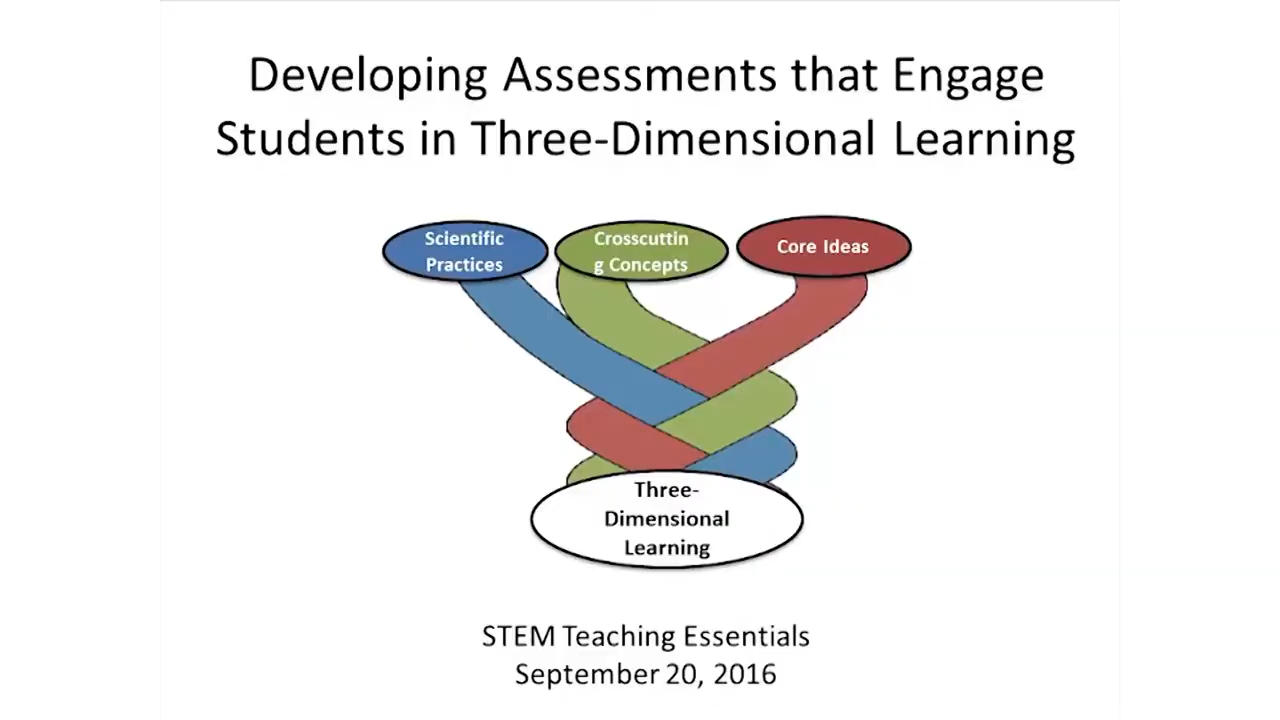 Developing Assessments that Engage
Students in Three-Dimensional Learning
Scientific
Practices
Crosscuttin
g Concepts
Core Ideas
Three-
Dimensional
Learning
STEM Teaching Essentials
September 20, 2016